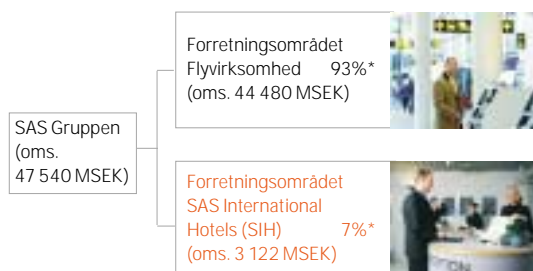 Forretningsområdet
Flyvirksomhed 93%*
(oms. 44 480 MSEK)
SAS Gruppen
(oms.
47 540 MSEK)
Forretningsområdet
SAS International
Hotels (SIH) 7%*
(oms. 3 122 MSEK)